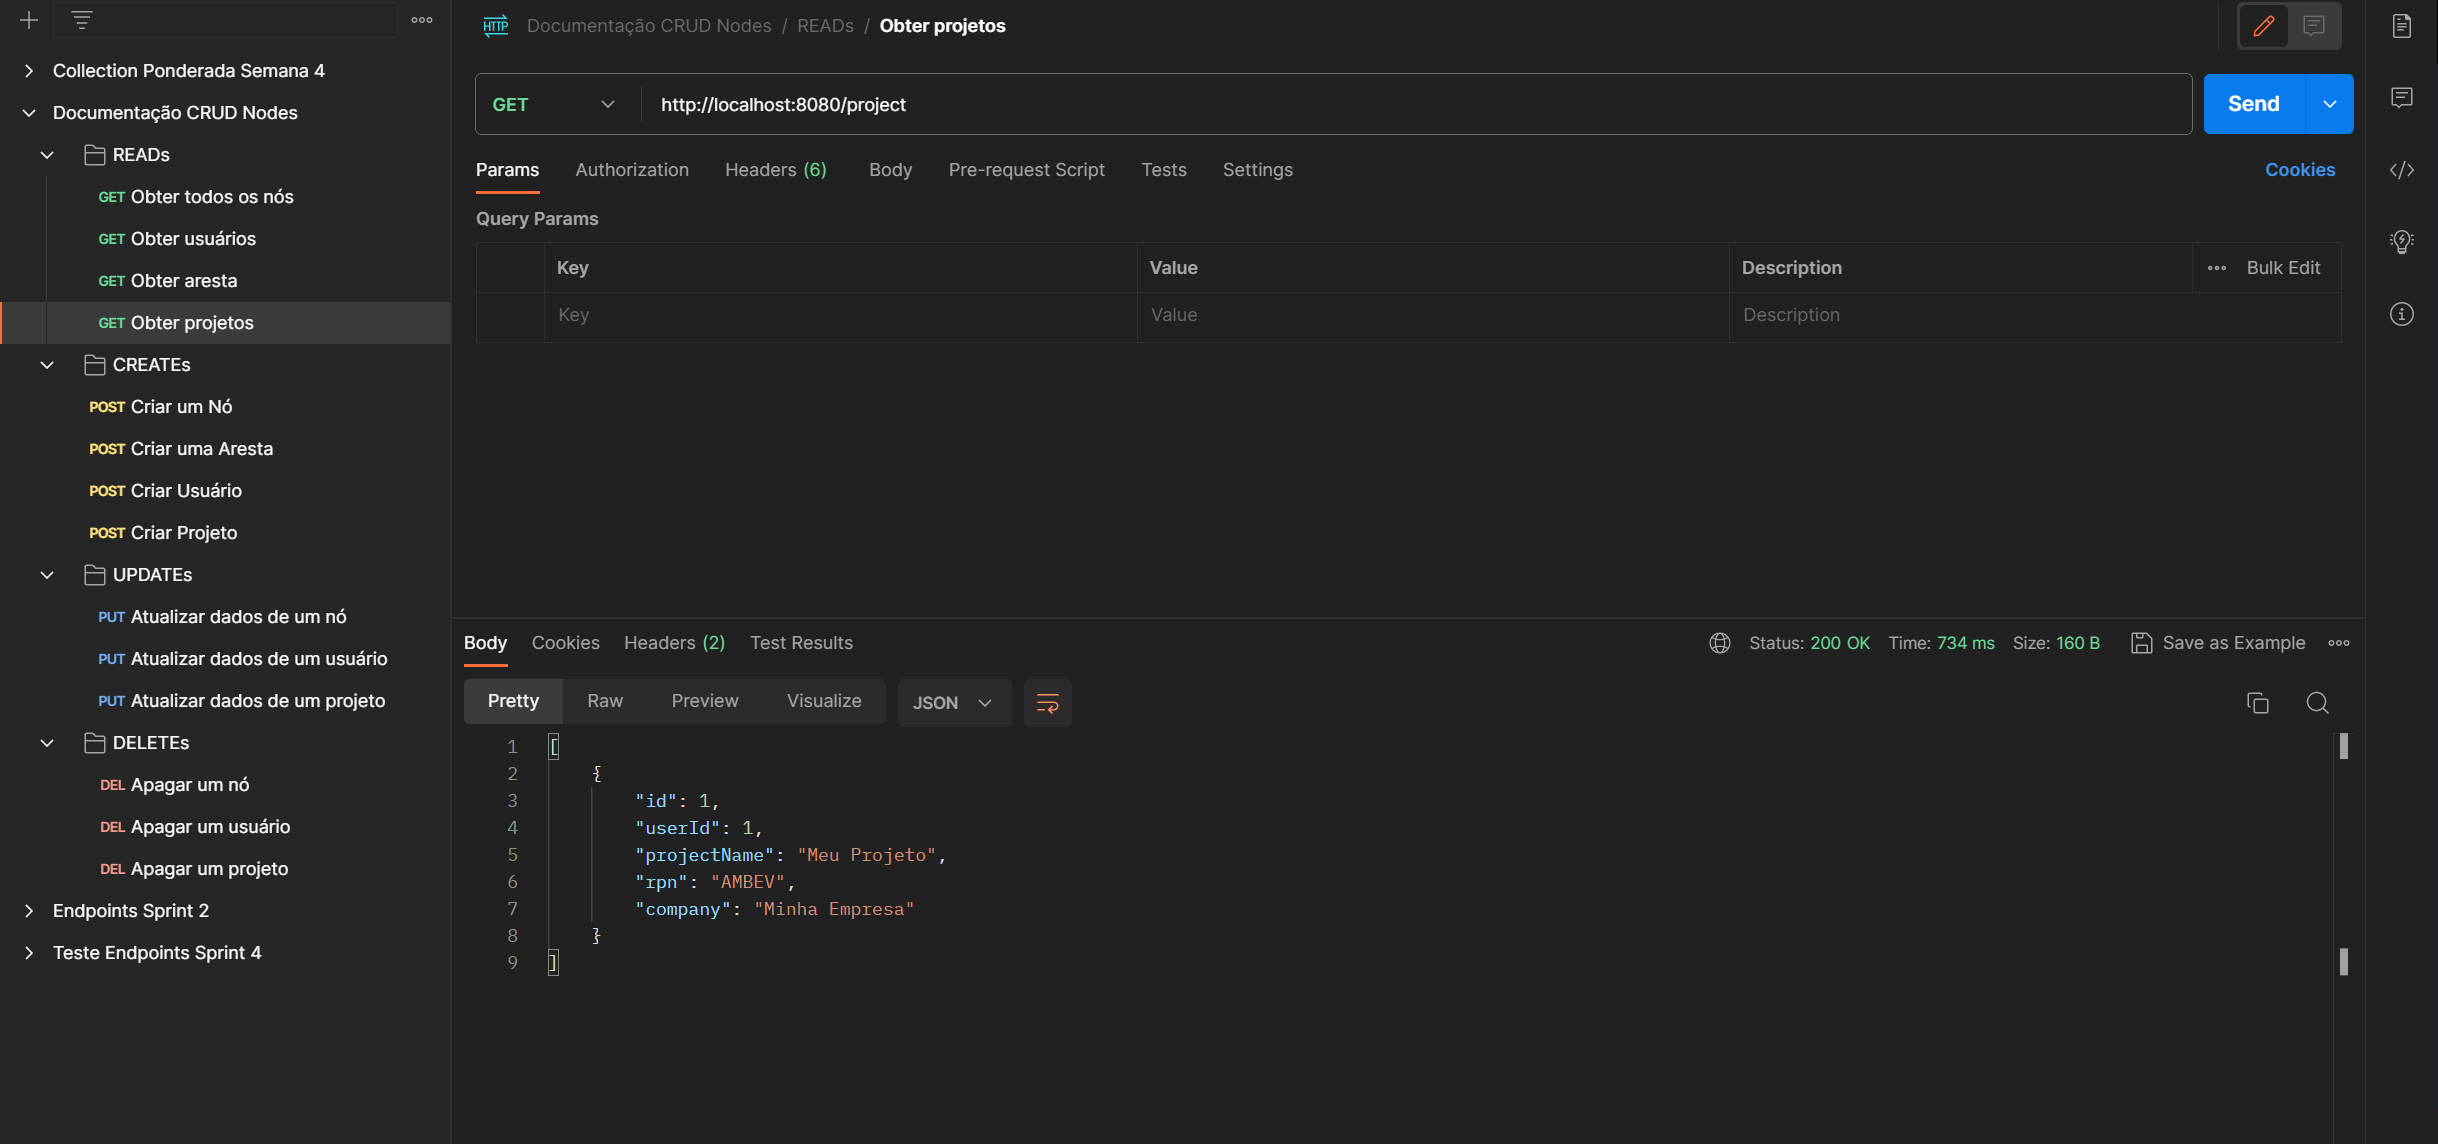 Collection Ponderada Semana 4
Documentação CRUD Nodes
READs
GET Obter todos os nós
GET Obter usuários
GET Obter aresta
GET Obter projetos
CREATEs
POST Criar um Nó
POST Criar uma Aresta
POST Criar Usuário
POST Criar Projeto
UPDATEs
PUT Atualizar dados de um nó
PUT Atualizar dados de um usuário
PUT Atualizar dados de um projeto
DELETEs
DEL Apagar um nó
DEL Apagar um usuário
DEL Apagar um projeto
Endpoints Sprint 2
Teste Endpoints Sprint 4
HTTP Documentação CRUD Nodes / READs / Obter projetos
GET http://localhost:8080/project Send
Params Authorization Headers (6) Body Pre-request Script Tests Settings Cookies
Query Params
Key Value Description Bulk Edit
Key Value Description
Body Cookies Headers (2) Test Results Status: 200 OK Time: 734 ms Size: 160 B Save as Example
Pretty Raw Preview Visualize JSON
1 [
2 {
3 "id": 1,
4 "userId": 1,
5 "projectName": "Meu Projeto",
6 "rpn": "AMBEV",
7 "company": "Minha Empresa"
8 }
9 ]